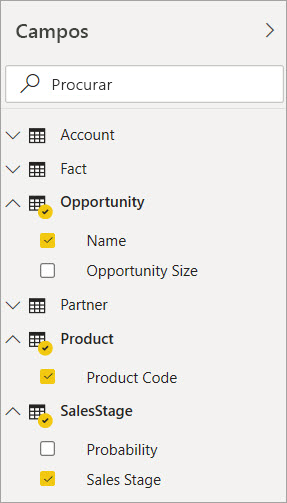 Campos
Procurar
Account
Fact
Opportunity
Name
Opportunity Size
Partner
Product
Product Code
SalesStage
Probability
Sales Stage